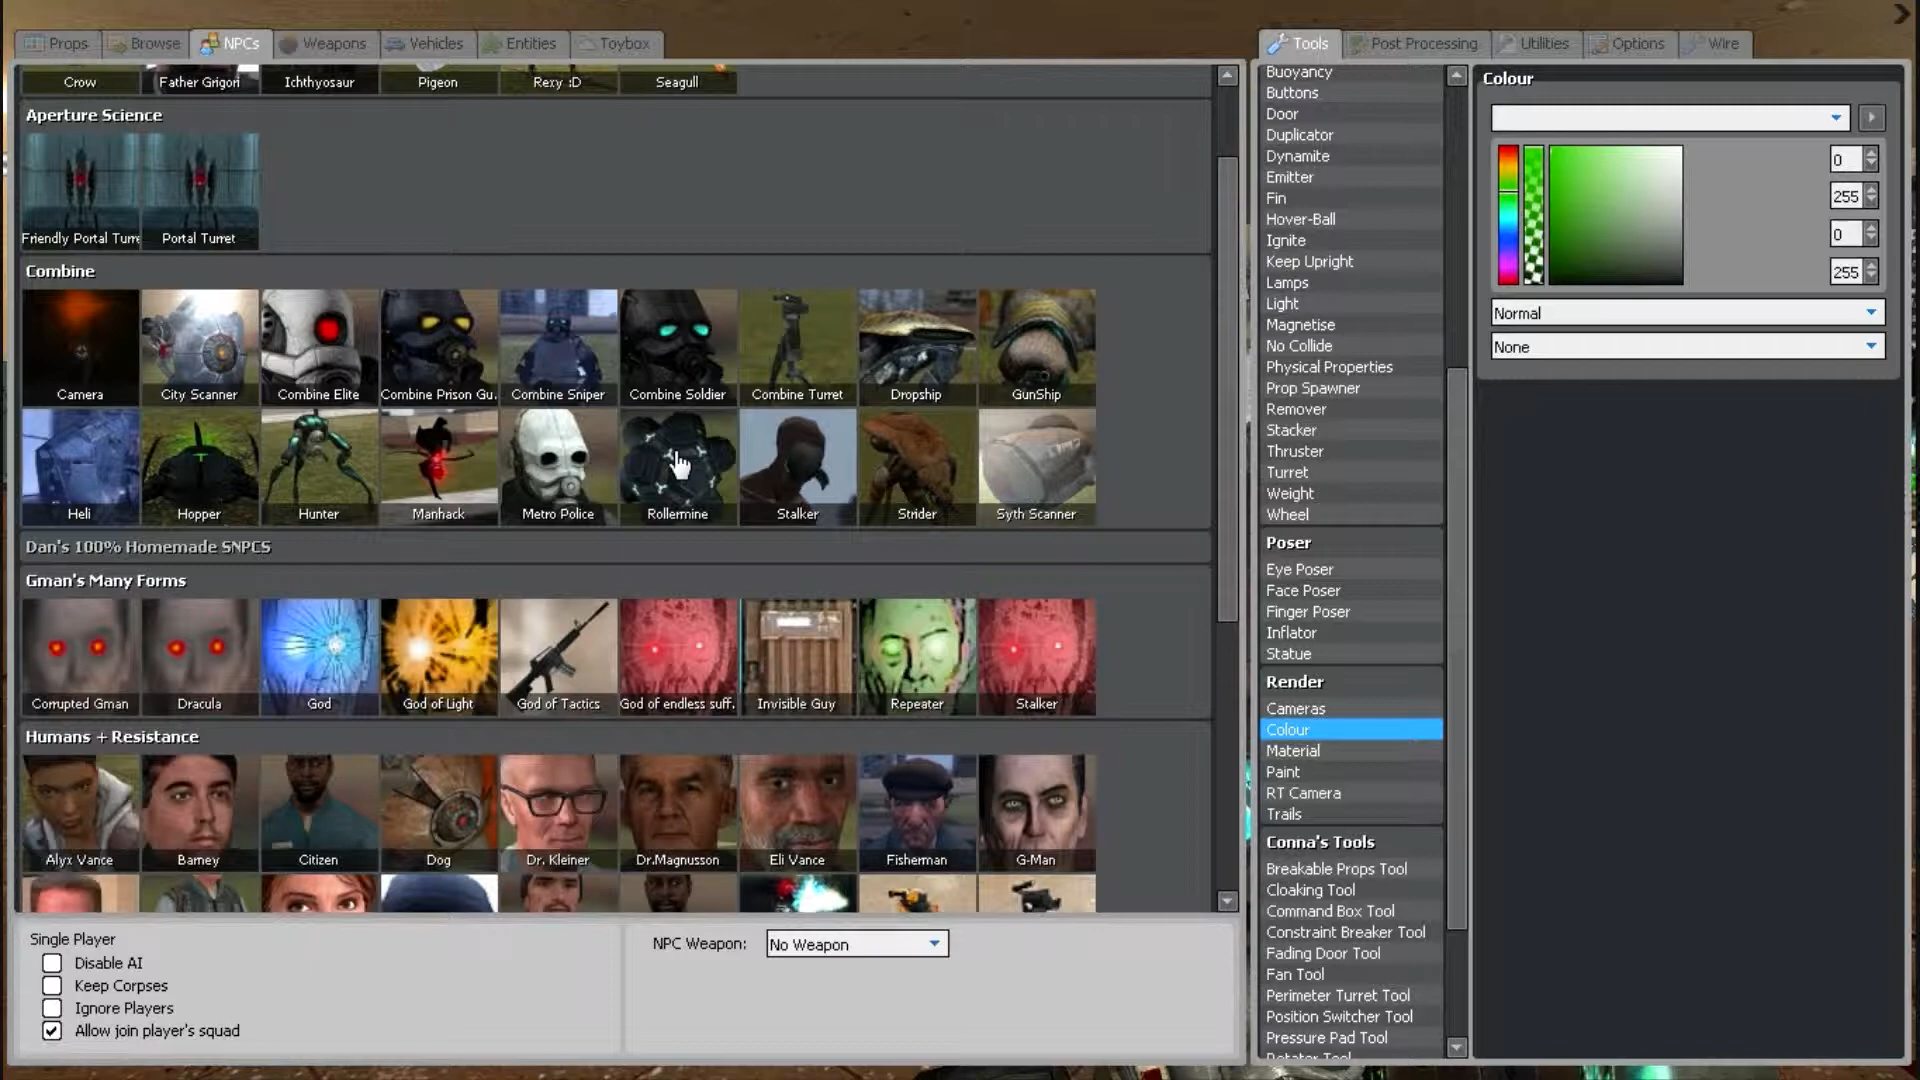 Props
Browse
NPCs
Weapons
Vehicles
Entities
Toybox
Crow
Father Grigori
Ichthyosaur
Pigeon
Rexy :D
Seagull
Aperture Science
Friendly Portal Turre
Portal Turret
Combine
Camera
City Scanner
Combine Elite
Combine Prison Gu.
Combine Sniper
Combine Soldier
Combine Turret
Dropship
GunShip
Heli
Hopper
Hunter
Manhack
Metro Police
Rollermine
Stalker
Strider
Syth Scanner
Dan's 100% Homemade SNPCS
Gman's Many Forms
Corrupted Gman
Dracula
God
God of Light
God of Tactics
God of endless suff.
Invisible Guy
Repeater
Stalker
Humans + Resistance
Alyx Vance
Barney
Citizen
Dog
Dr. Kleiner
Dr.Magnusson
Eli Vance
Fisherman
G-Man
Single Player
Disable AI
Keep Corpses
Ignore Players
Allow join player's squad
NPC Weapon:
No Weapon
Tools
Post Processing
Utilities
Options
Wire
Buoyancy
Buttons
Door
Duplicator
Dynamite
Emitter
Fin
Hover-Ball
Ignite
Keep Upright
Lamps
Light
Magnetise
No Collide
Physical Properties
Prop Spawner
Remover
Stacker
Thruster
Turret
Weight
Wheel
Poser
Eye Poser
Face Poser
Finger Poser
Inflator
Statue
Render
Cameras
Colour
Material
Paint
RT Camera
Trails
Conna's Tools
Breakable Props Tool
Cloaking Tool
Command Box Tool
Constraint Breaker Tool
Fading Door Tool
Fan Tool
Perimeter Turret Tool
Position Switcher Tool
Pressure Pad Tool
Rotater Tool
Colour
0
255
0
255
Normal
None